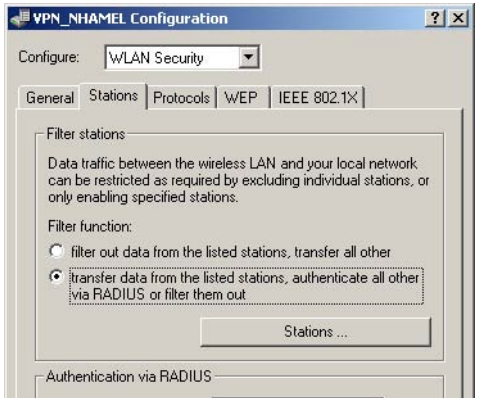 VPN_NHAMEL Configuration
Configure: WLAN Security
General Stations Protocols WEP IEEE 802.1X
Filter stations
Data traffic between the wireless LAN and your local network
can be restricted as required by excluding individual stations, or
only enabling specified stations.
Filter function:
filter out data from the listed stations, transfer all other
transfer data from the listed stations, authenticate all other
via RADIUS or filter them out
Stations ...
Authentication via RADIUS